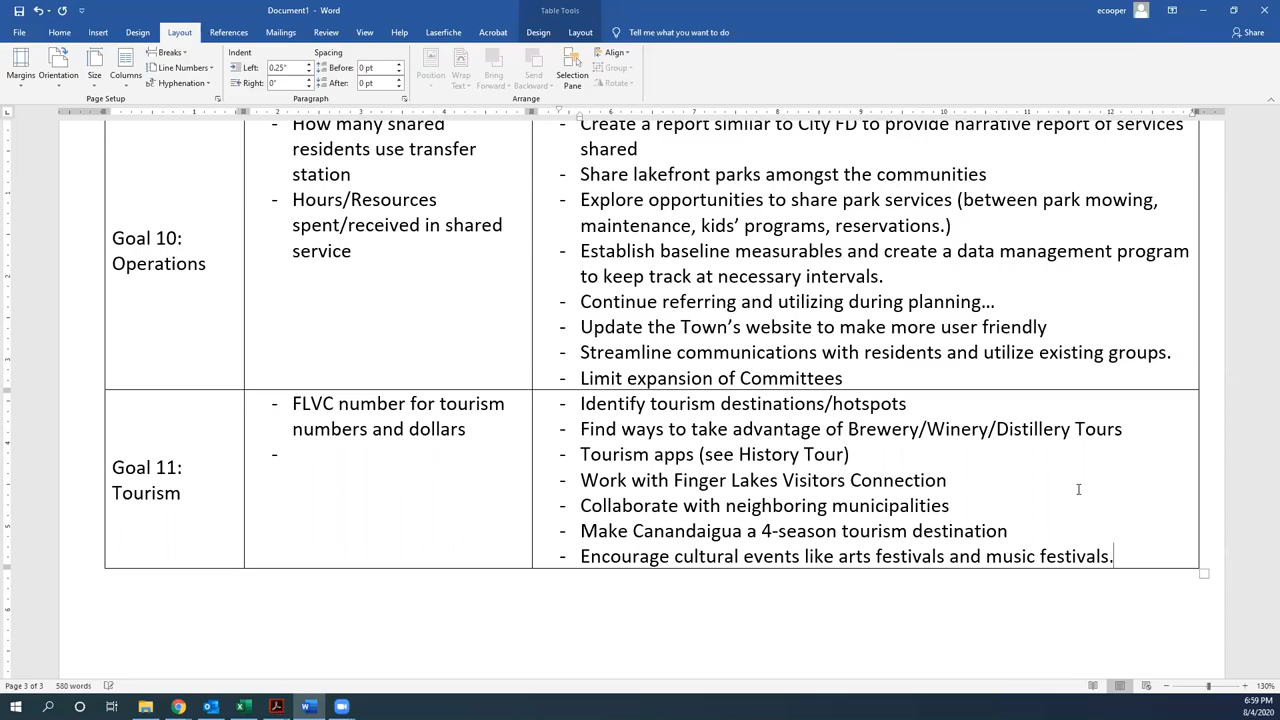 Document1 - Word
Table Tools
ecooper
File
Home
Insert
Design
Layout
References
Mailings
Review
View
Help
Laserfiche
Acrobat
Design
Layout
Tell me what you want to do
Share
Margins
Orientation
Size
Columns
Breaks
Line Numbers
Hyphenation
Page Setup
Indent
Left: 0.25"
Right: 0"
Spacing
Before: 0 pt
After: 0 pt
Paragraph
Position
Wrap Text
Bring Forward
Send Backward
Selection Pane
Align
Group
Rotate
Arrange
Goal 10:
Operations
- How many shared
residents use transfer
station
- Hours/Resources
spent/received in shared
service
- Create a report similar to City FD to provide narrative report of services
shared
- Share lakefront parks amongst the communities
- Explore opportunities to share park services (between park mowing,
maintenance, kids’ programs, reservations.)
- Establish baseline measurables and create a data management program
to keep track at necessary intervals.
- Continue referring and utilizing during planning…
- Update the Town’s website to make more user friendly
- Streamline communications with residents and utilize existing groups.
- Limit expansion of Committees
Goal 11:
Tourism
- FLVC number for tourism
numbers and dollars
-
- Identify tourism destinations/hotspots
- Find ways to take advantage of Brewery/Winery/Distillery Tours
- Tourism apps (see History Tour)
- Work with Finger Lakes Visitors Connection
- Collaborate with neighboring municipalities
- Make Canandaigua a 4-season tourism destination
- Encourage cultural events like arts festivals and music festivals.
Page 3 of 3
580 words
130%
6:59 PM
8/4/2020